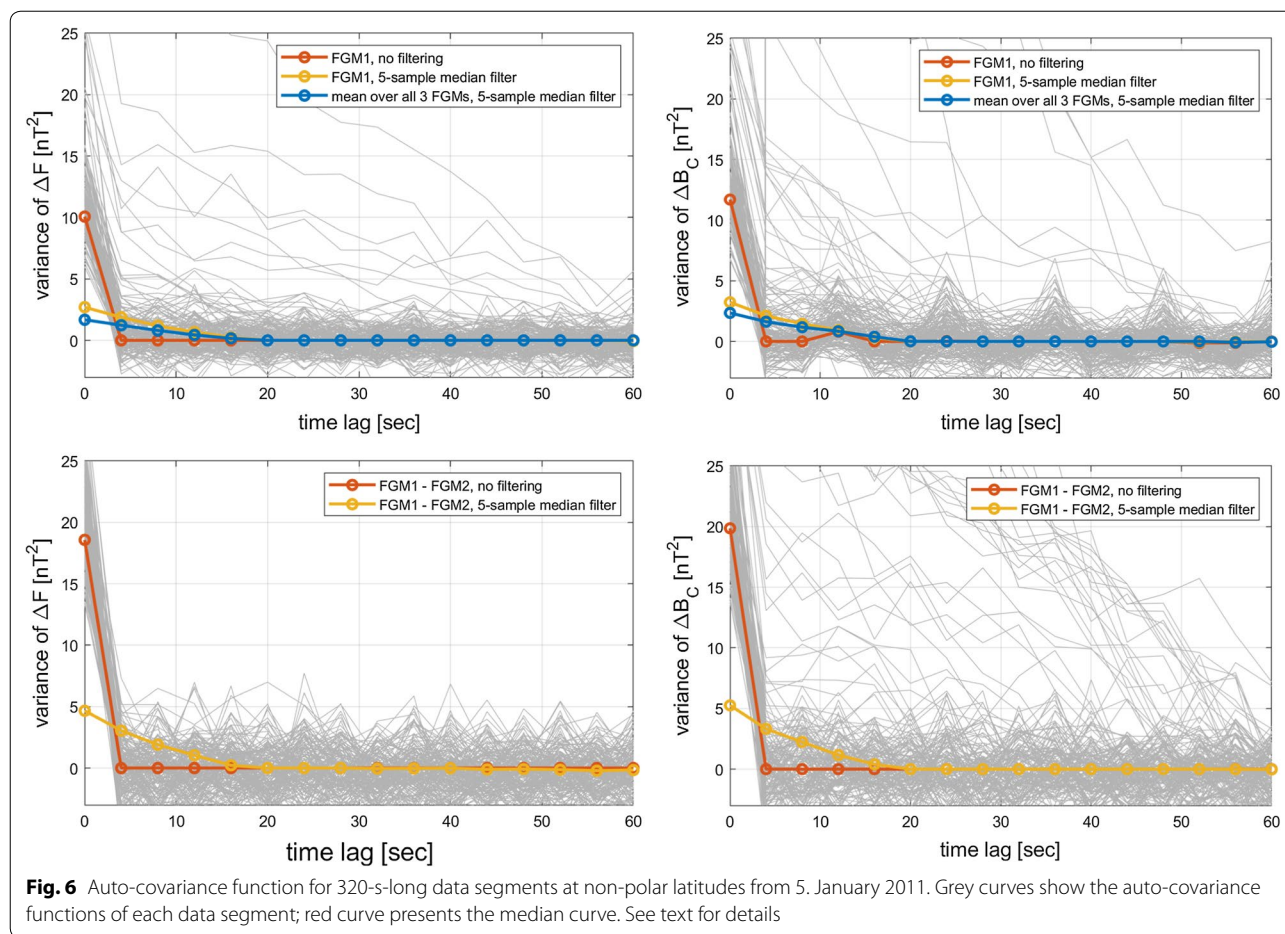 25
20
15
10
5
0
variance of ΔF [nT²]
FGM1, no filtering
FGM1, 5-sample median filter
mean over all 3 FGMs, 5-sample median filter
0 10 20 30 40 50 60
time lag [sec]
25
20
15
10
5
0
variance of ΔB_C [nT²]
FGM1, no filtering
FGM1, 5-sample median filter
mean over all 3 FGMs, 5-sample median filter
0 10 20 30 40 50 60
time lag [sec]
25
20
15
10
5
0
variance of ΔF [nT²]
FGM1 - FGM2, no filtering
FGM1 - FGM2, 5-sample median filter
0 10 20 30 40 50 60
time lag [sec]
25
20
15
10
5
0
variance of ΔB_C [nT²]
FGM1 - FGM2, no filtering
FGM1 - FGM2, 5-sample median filter
0 10 20 30 40 50 60
time lag [sec]
Fig. 6 Auto-covariance function for 320-s-long data segments at non-polar latitudes from 5. January 2011. Grey curves show the auto-covariance
functions of each data segment; red curve presents the median curve. See text for details